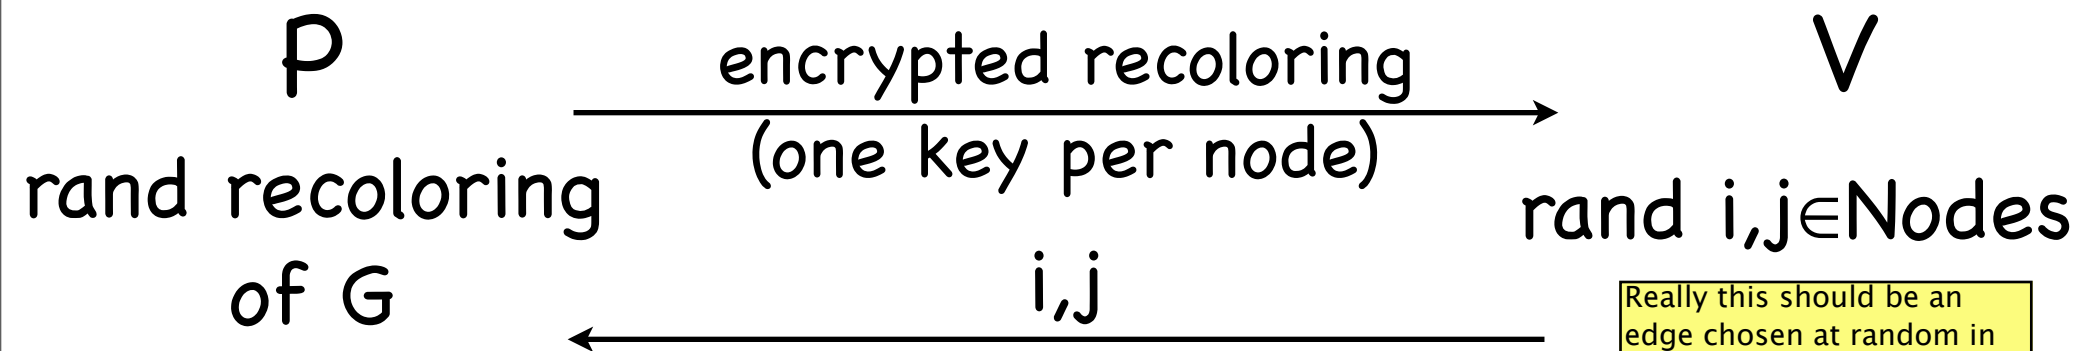 P
encrypted recoloring
V
(one key per node)
rand recoloring
of G
rand i,j∈Nodes
i,j
Really this should be an
edge chosen at random in